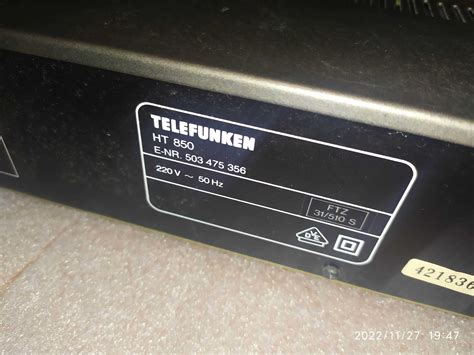 TELEFUNKEN
HT 850
E-NR. 503 475 356
220 V ~ 50 Hz
FTZ
31/510 S
DVE
421836
2022/11/27 19:47